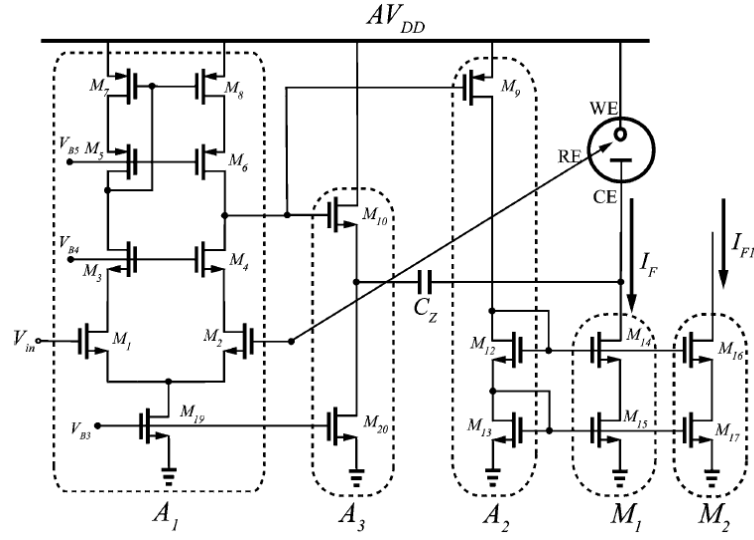 AV_DD
M_7
M_8
M_9
WE
V_B5
M_5
M_6
RE
CE
M_10
V_B4
M_3
M_4
I_F
I_F1
C_Z
V_in
M_1
M_2
M_12
M_14
M_16
V_B3
M_19
M_20
M_13
M_15
M_17
A_1
A_3
A_2
M_1
M_2